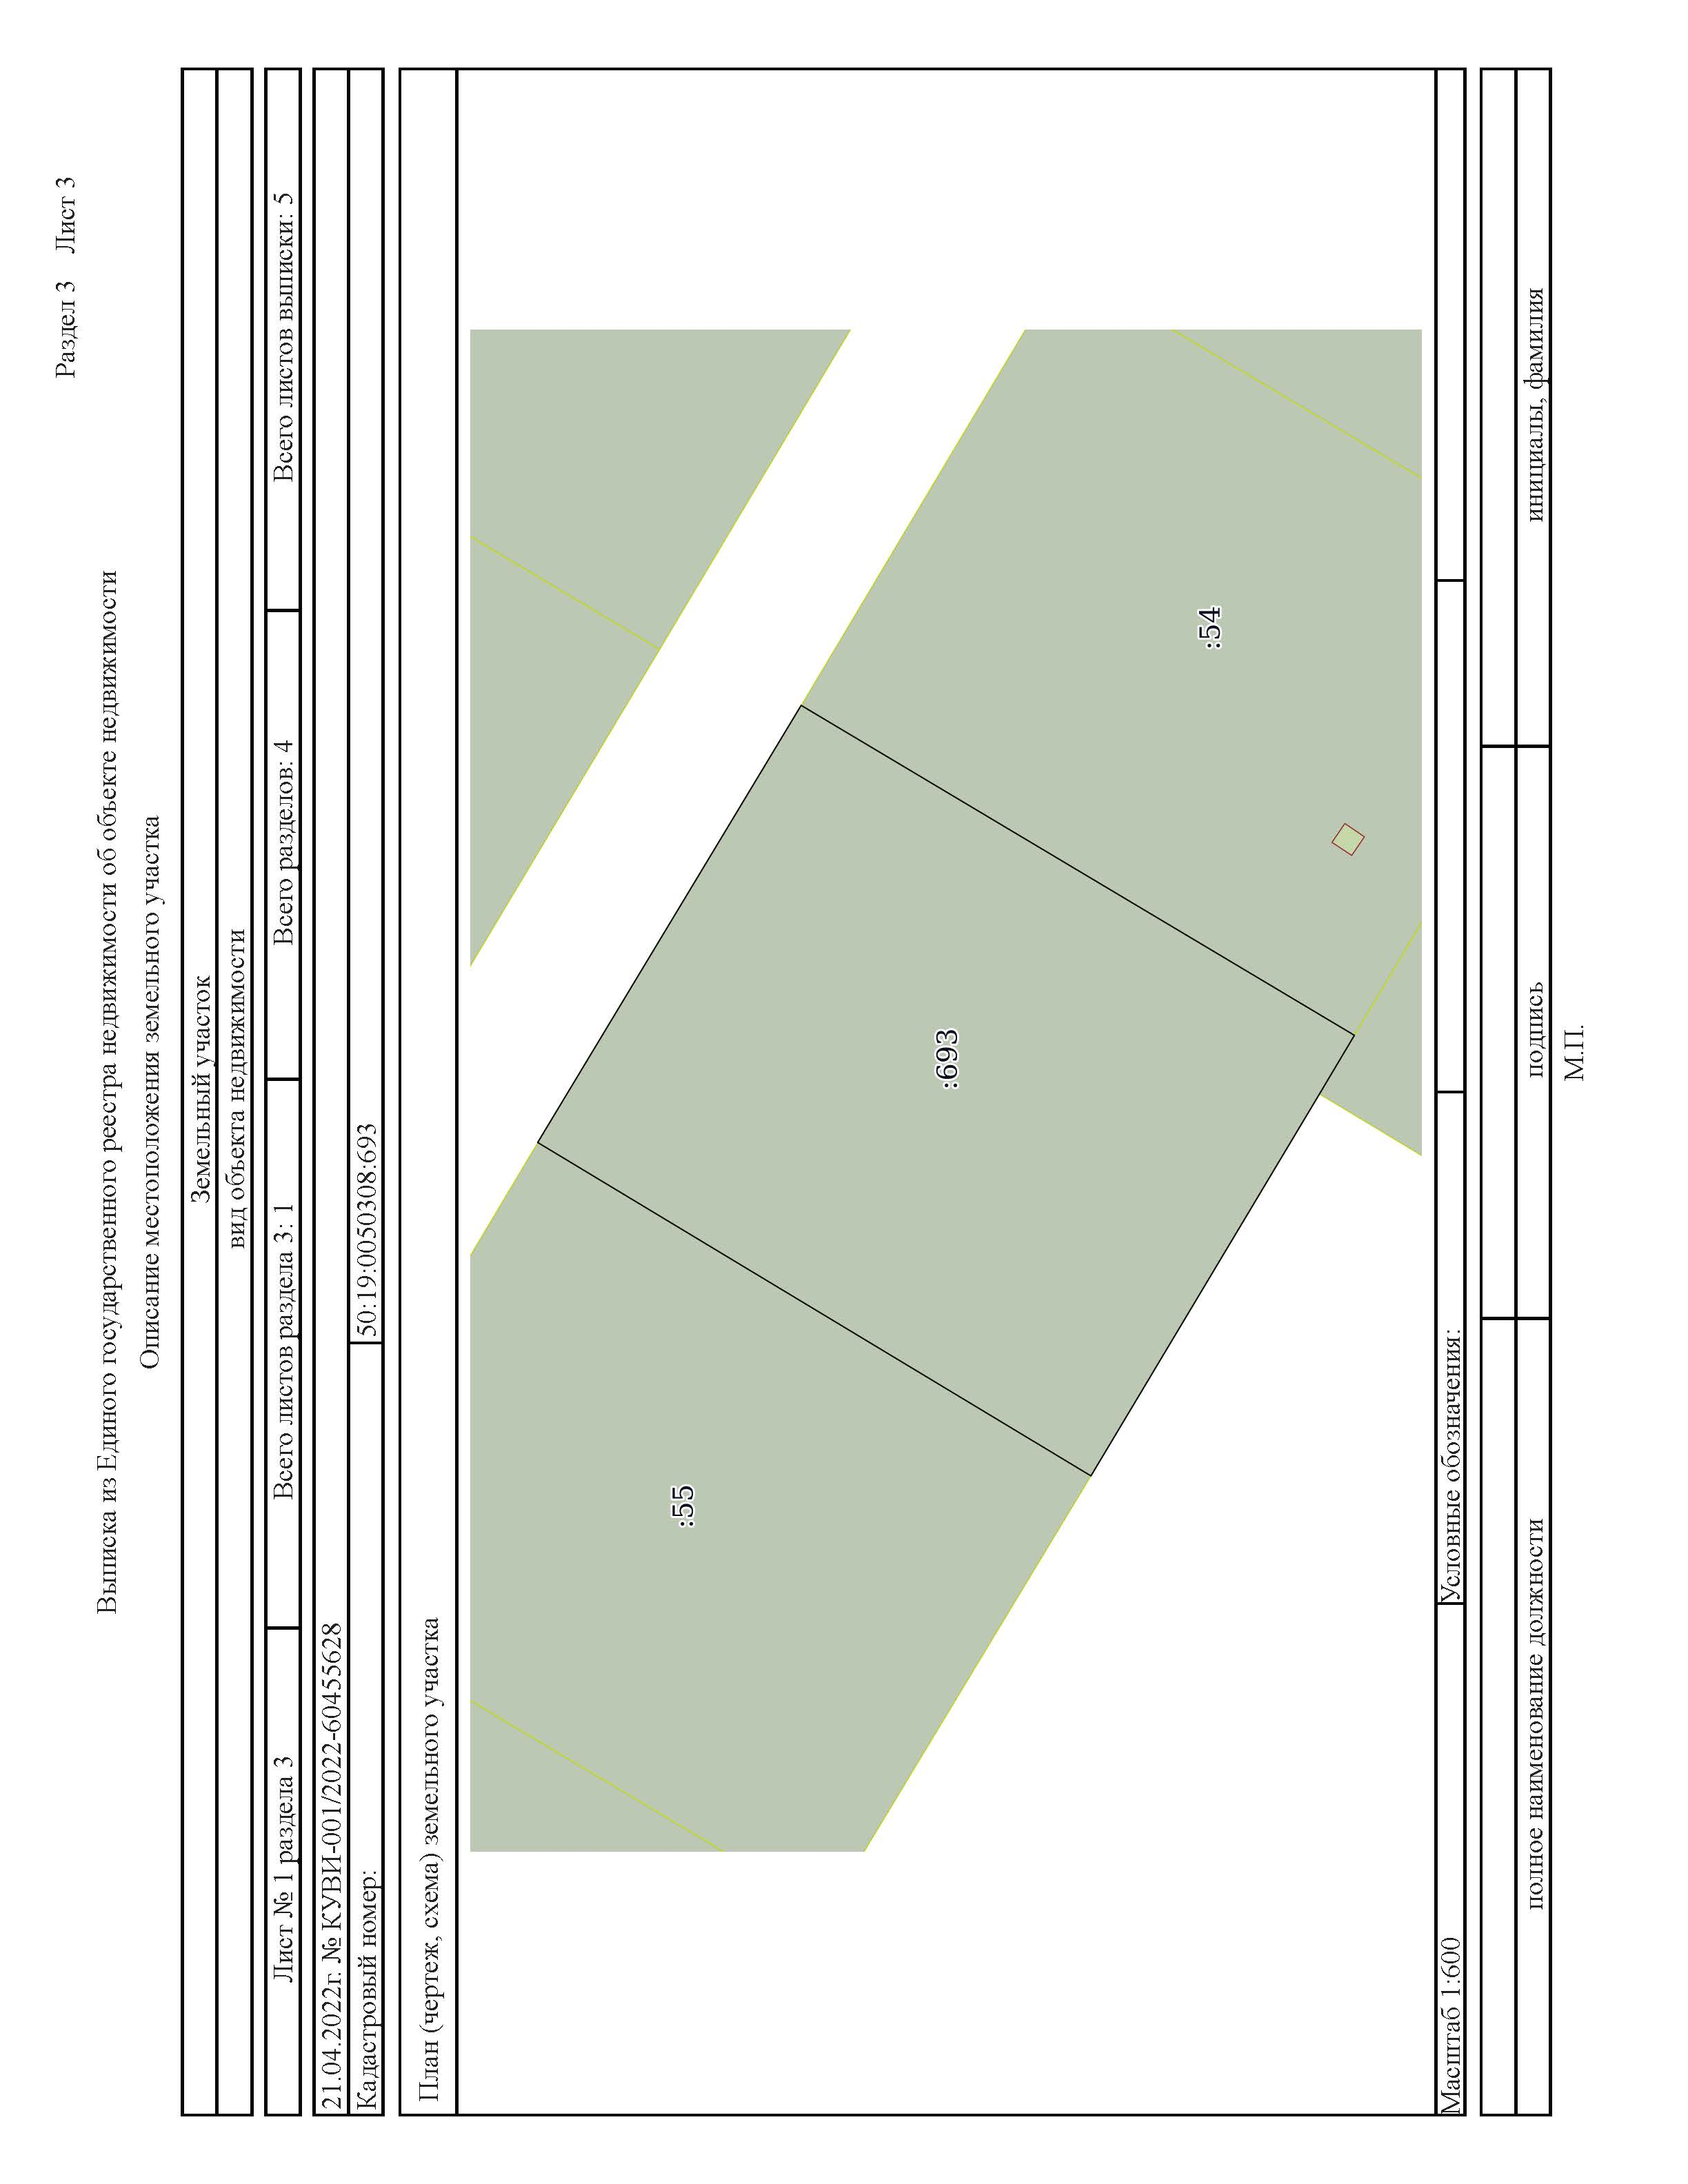 Раздел 3 Лист 3
Выписка из Единого государственного реестра недвижимости об объекте недвижимости
Описание местоположения земельного участка
Земельный участок
вид объекта недвижимости
Лист № 1 раздела 3 Всего листов раздела 3: 1 Всего разделов: 4 Всего листов выписки: 5
21.04.2022г. № КУВИ-001/2022-60455628
Кадастровый номер: 50:19:0050308:693
План (чертеж, схема) земельного участка
:55
:693
:54
Масштаб 1:600 Условные обозначения:
полное наименование должности подпись инициалы, фамилия
М.П.